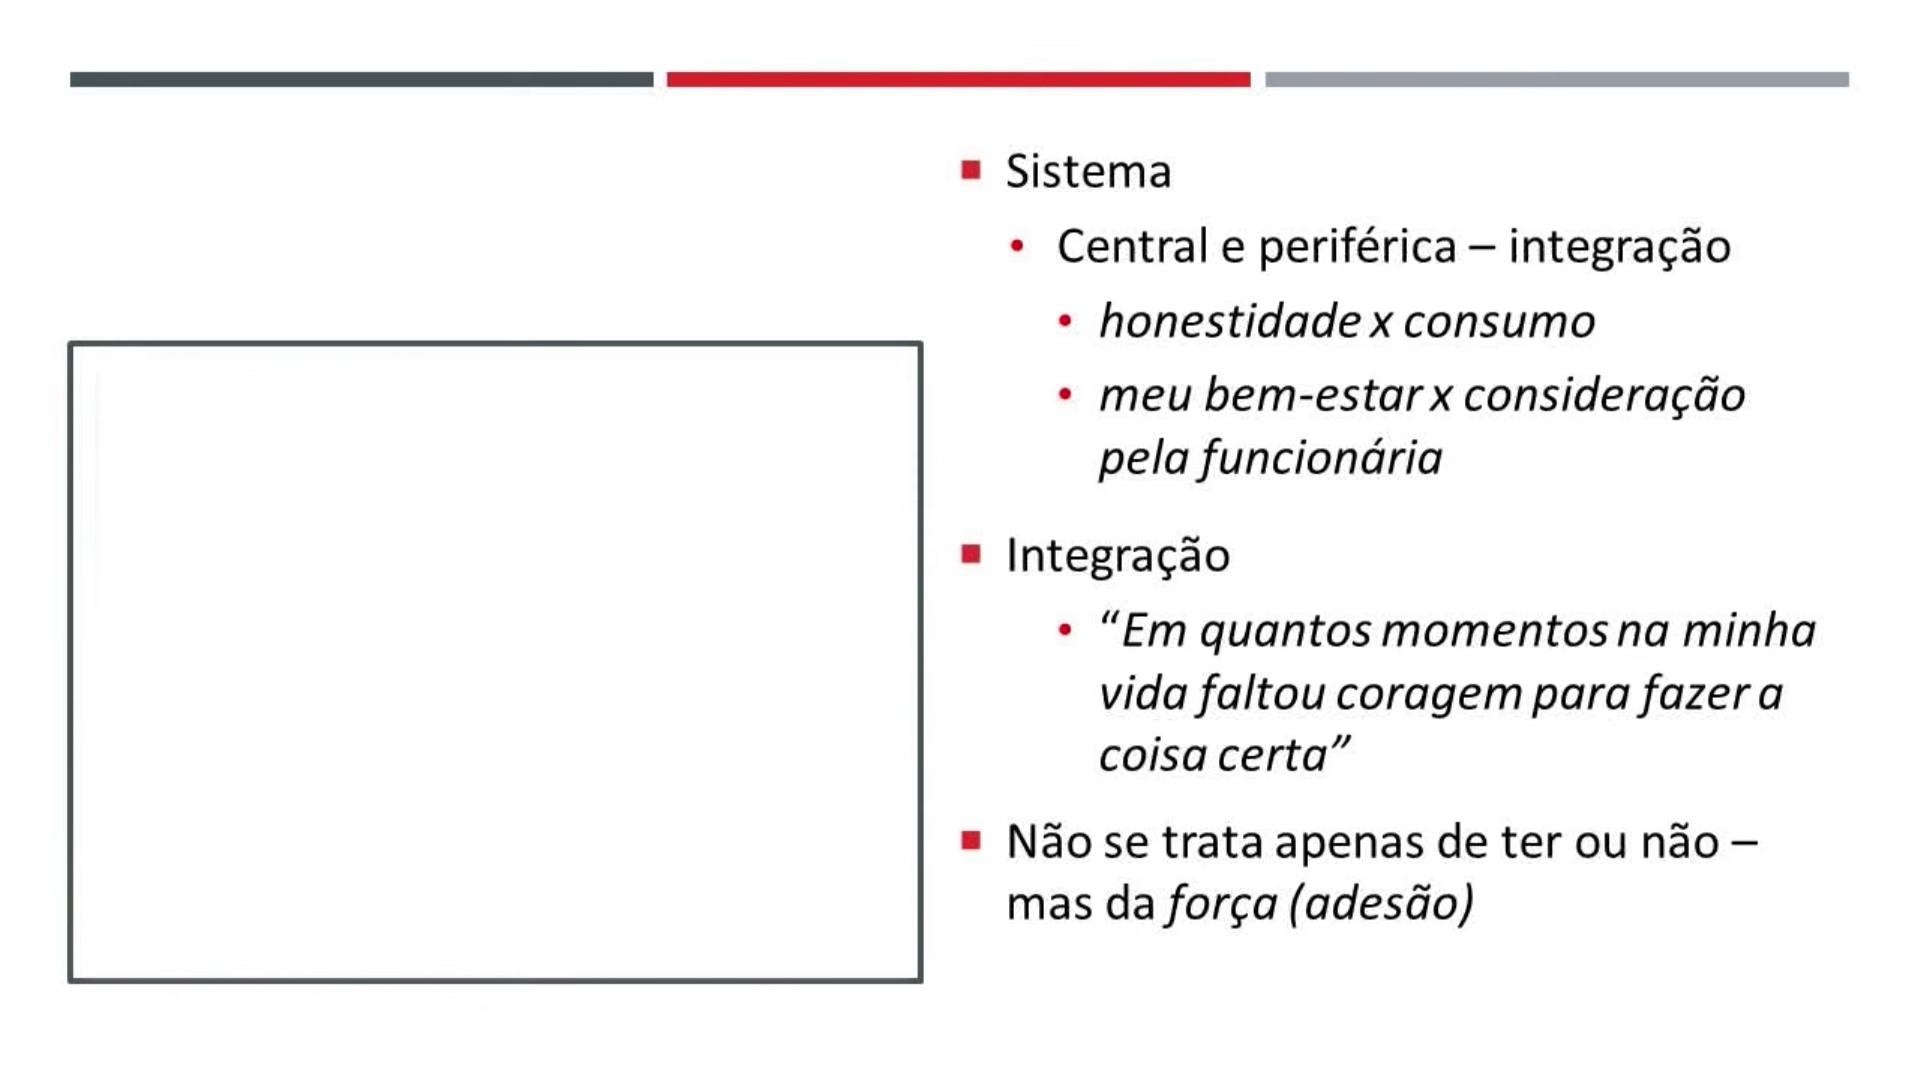 Sistema
Central e periférica – integração
honestidade x consumo
meu bem-estar x consideração
pela funcionária
Integração
“Em quantos momentos na minha
vida faltou coragem para fazer a
coisa certa”
Não se trata apenas de ter ou não –
mas da força (adesão)